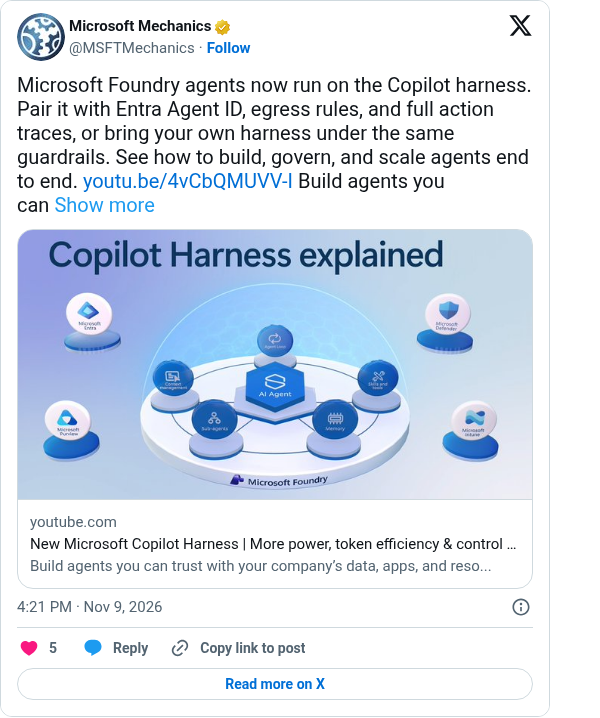 Microsoft Mechanics
@MSFTMechanics · Follow
Microsoft Foundry agents now run on the Copilot harness.
Pair it with Entra Agent ID, egress rules, and full action
traces, or bring your own harness under the same
guardrails. See how to build, govern, and scale agents end
to end. youtu.be/4vCbQMUVV-I Build agents you
can Show more
Copilot Harness explained
Microsoft
Entra
Microsoft
Defender
Agent Loop
Context
management
Skills and
tools
AI Agent
Sub-agents
Memory
Microsoft
Purview
Microsoft
Intune
Microsoft Foundry
youtube.com
New Microsoft Copilot Harness | More power, token efficiency & control ...
Build agents you can trust with your company’s data, apps, and reso...
4:21 PM · Nov 9, 2026
5
Reply
Copy link to post
Read more on X